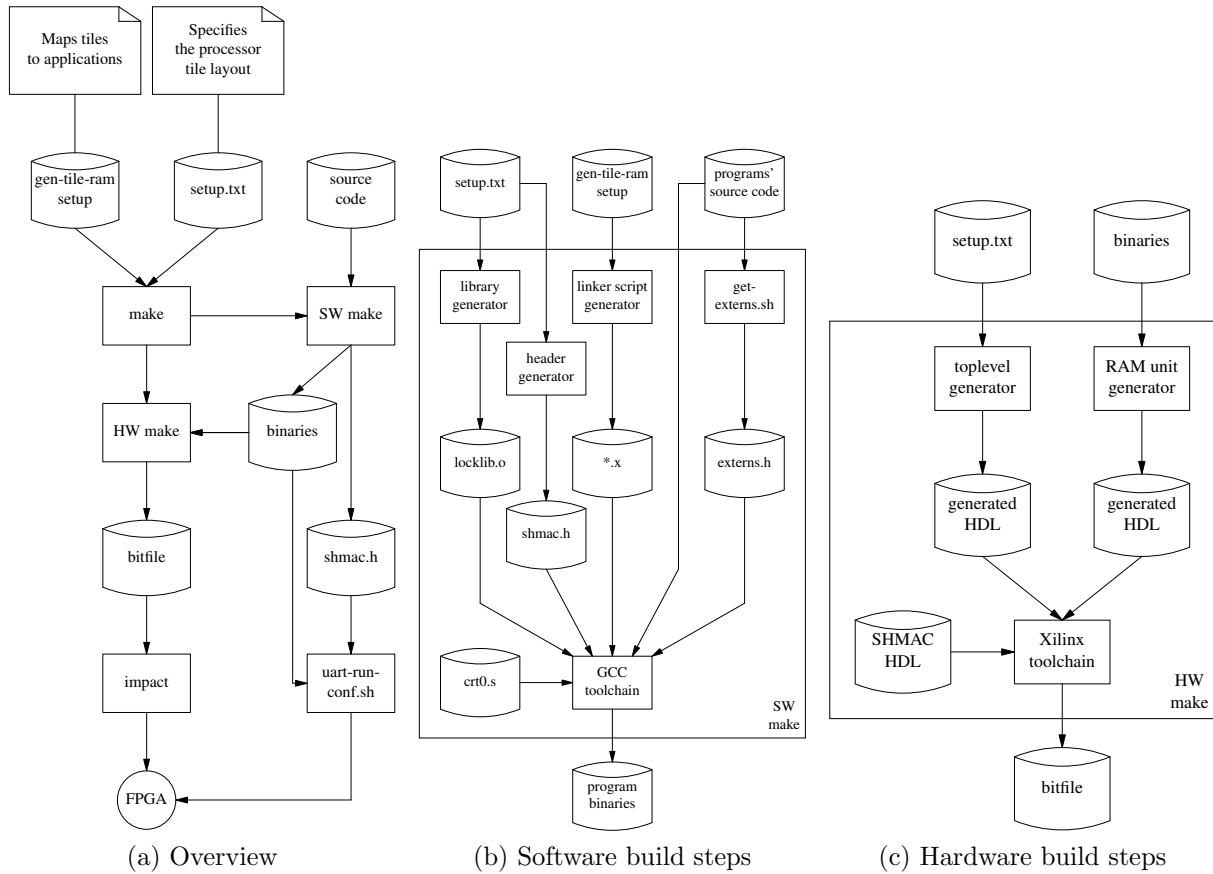 Maps tiles
to applications
Specifies
the processor
tile layout
gen-tile-ram
setup
setup.txt
source
code
make
SW make
HW make
binaries
bitfile
shmac.h
impact
uart-run-
conf.sh
FPGA
(a) Overview
setup.txt
gen-tile-ram
setup
programs'
source code
library
generator
linker script
generator
get-
externs.sh
header
generator
locklib.o
*.x
externs.h
shmac.h
crt0.s
GCC
toolchain
SW
make
program
binaries
(b) Software build steps
setup.txt
binaries
toplevel
generator
RAM unit
generator
generated
HDL
generated
HDL
SHMAC
HDL
Xilinx
toolchain
HW
make
bitfile
(c) Hardware build steps